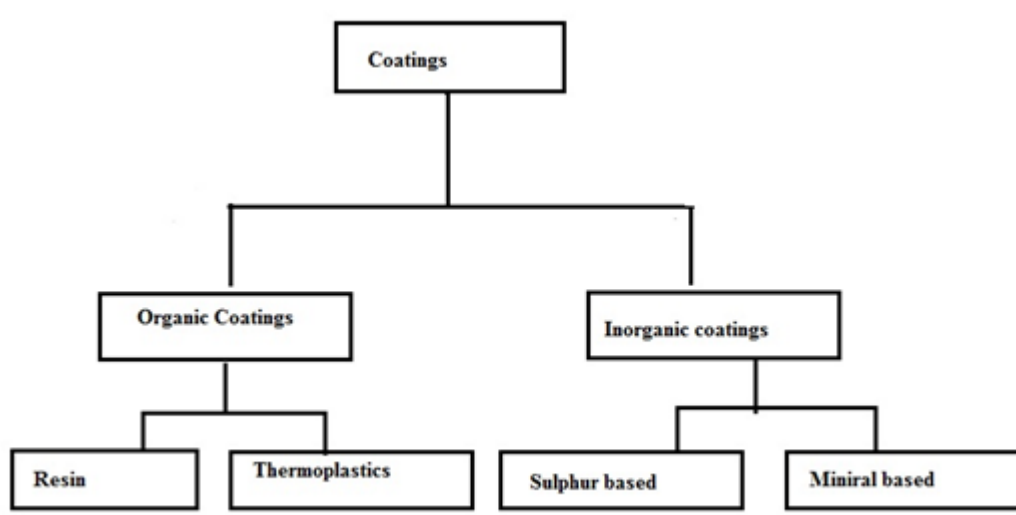 Coatings
Organic Coatings
Inorganic coatings
Resin
Thermoplastics
Sulphur based
Miniral based